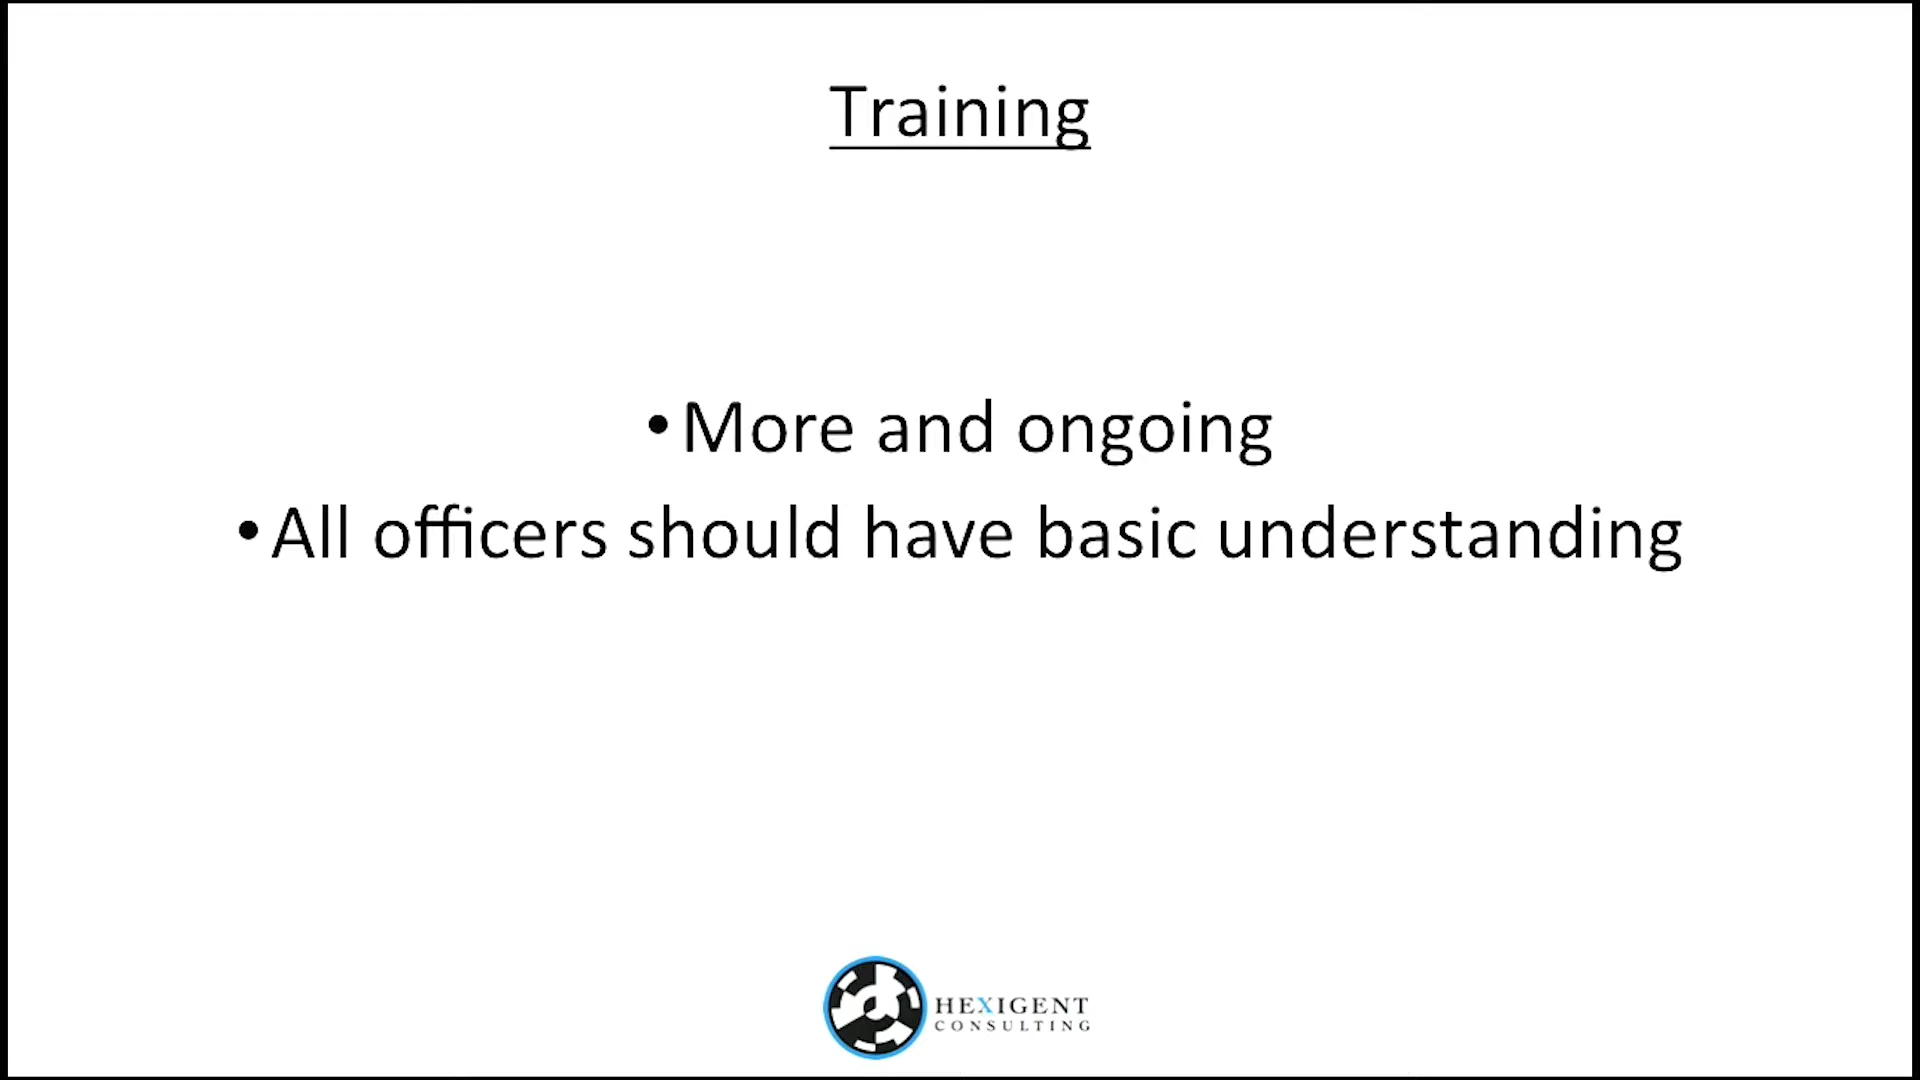 Training
• More and ongoing
• All officers should have basic understanding
HEXIGENT
CONSULTING